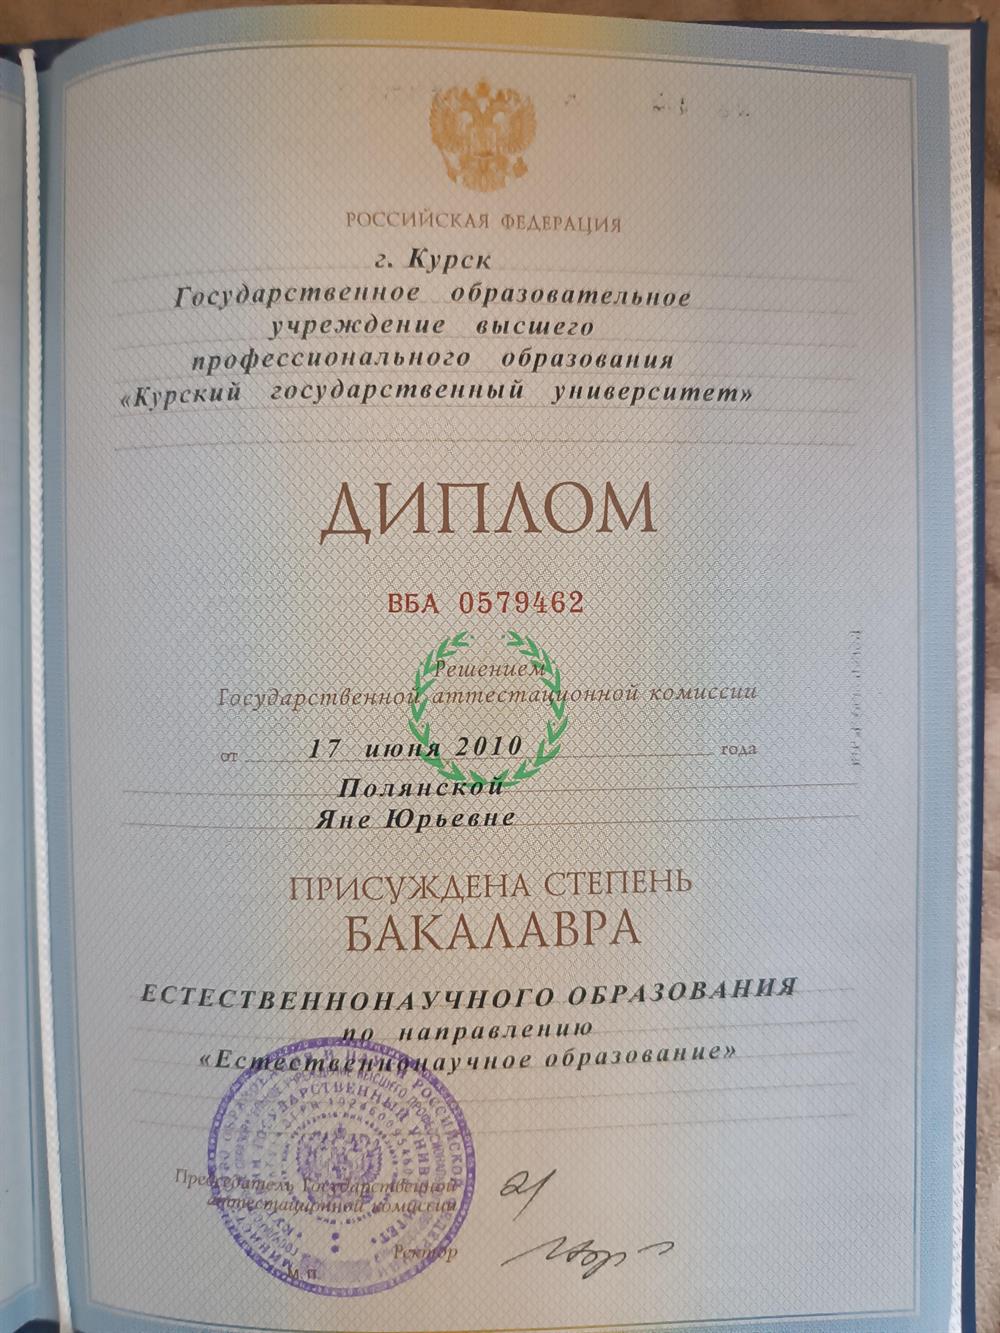 РОССИЙСКАЯ ФЕДЕРАЦИЯ
г. Курск
Государственное образовательное
учреждение высшего
профессионального образования
«Курский государственный университет»
ДИПЛОМ
ВБА 0579462
Решением
Государственной аттестационной комиссии
от 17 июня 2010 года
Полянской
Яне Юрьевне
ПРИСУЖДЕНА СТЕПЕНЬ
БАКАЛАВРА
ЕСТЕСТВЕННОНАУЧНОГО ОБРАЗОВАНИЯ
по направлению
«Естественнонаучное образование»
Председатель Государственной
аттестационной комиссии
Ректор
М.П.